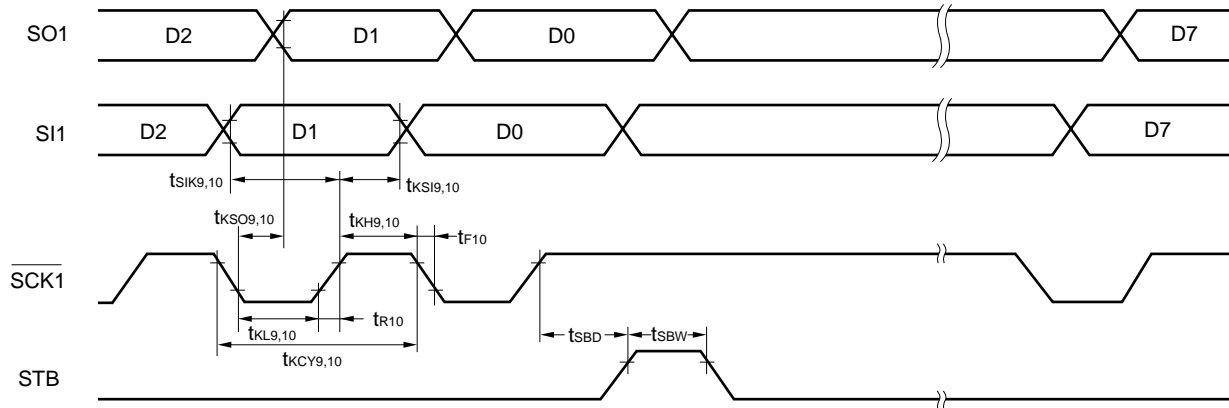 SO1 D2 D1 D0 D7
SI1 D2 D1 D0 D7
tSIK9,10 tKSI9,10
tKSO9,10 tKH9,10 tF10
SCK1
tKL9,10 tR10 tSBD tSBW
tKCY9,10
STB